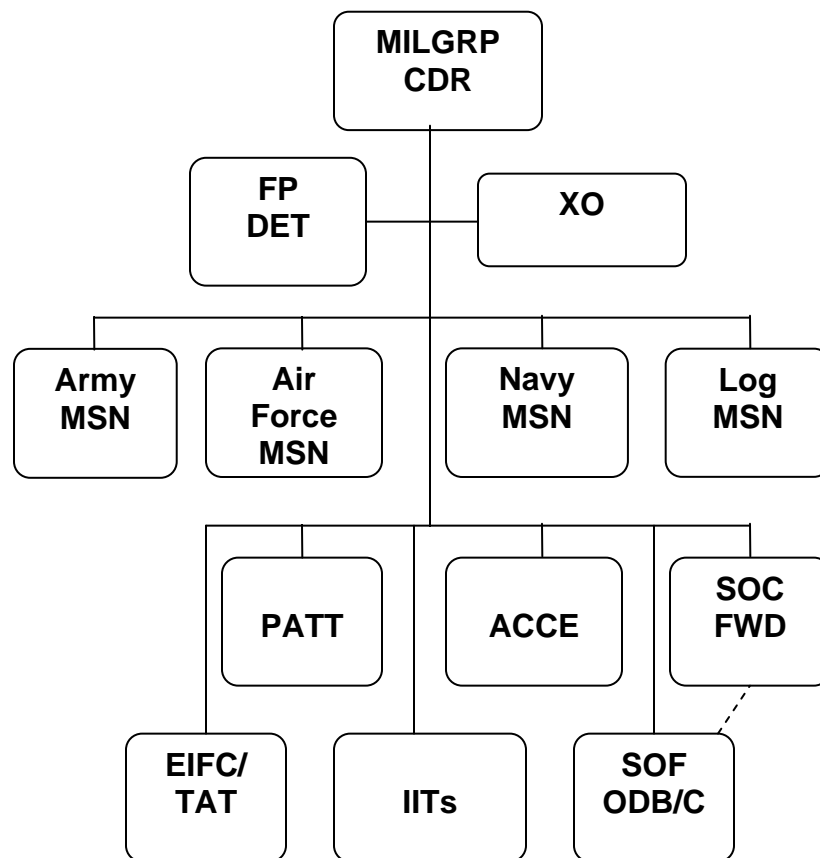 MILGRP
CDR
FP
DET
XO
Army
MSN
Air
Force
MSN
Navy
MSN
Log
MSN
PATT
ACCE
SOC
FWD
EIFC/
TAT
IITs
SOF
ODB/C